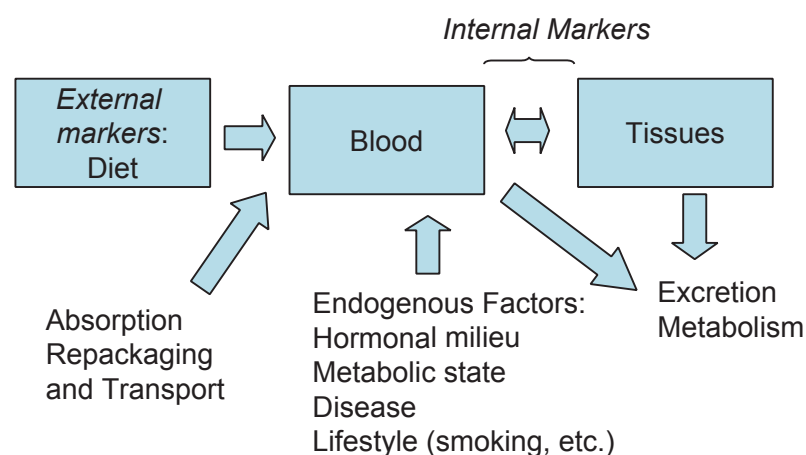 Internal Markers
External
markers:
Diet
Blood
Tissues
Absorption
Repackaging
and Transport
Endogenous Factors:
Hormonal milieu
Metabolic state
Disease
Lifestyle (smoking, etc.)
Excretion
Metabolism